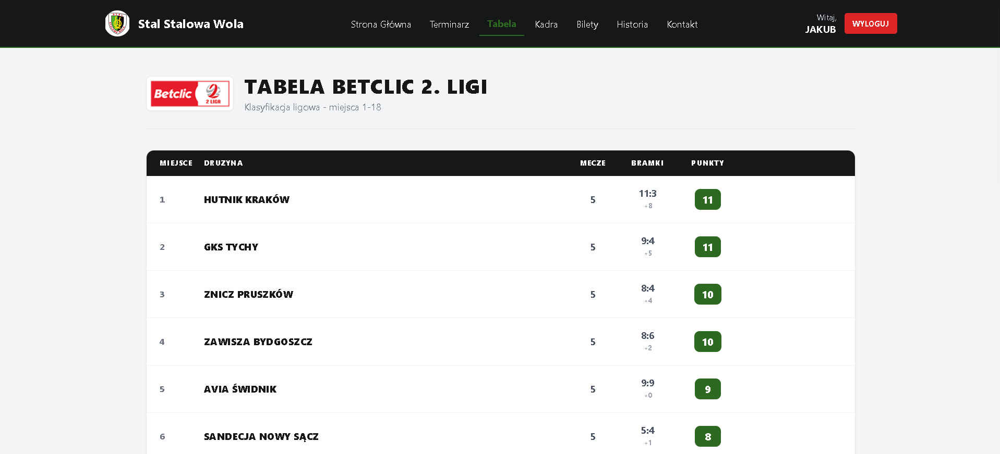 Stal Stalowa Wola
Strona Główna Terminarz Tabela Kadra Bilety Historia Kontakt
Witaj,
JAKUB
WYLOGUJ
Betclic 2 LIGA
TABELA BETCLIC 2. LIGI
Klasyfikacja ligowa - miejsca 1-18
MIEJSCE DRUZYNA MECZE BRAMKI PUNKTY
1 HUTNIK KRAKÓW 5 11:3 11
+8
2 GKS TYCHY 5 9:4 11
+5
3 ZNICZ PRUSZKÓW 5 8:4 10
+4
4 ZAWISZA BYDGOSZCZ 5 8:6 10
+2
5 AVIA ŚWIDNIK 5 9:9 9
+0
6 SANDECJA NOWY SĄCZ 5 5:4 8
+1